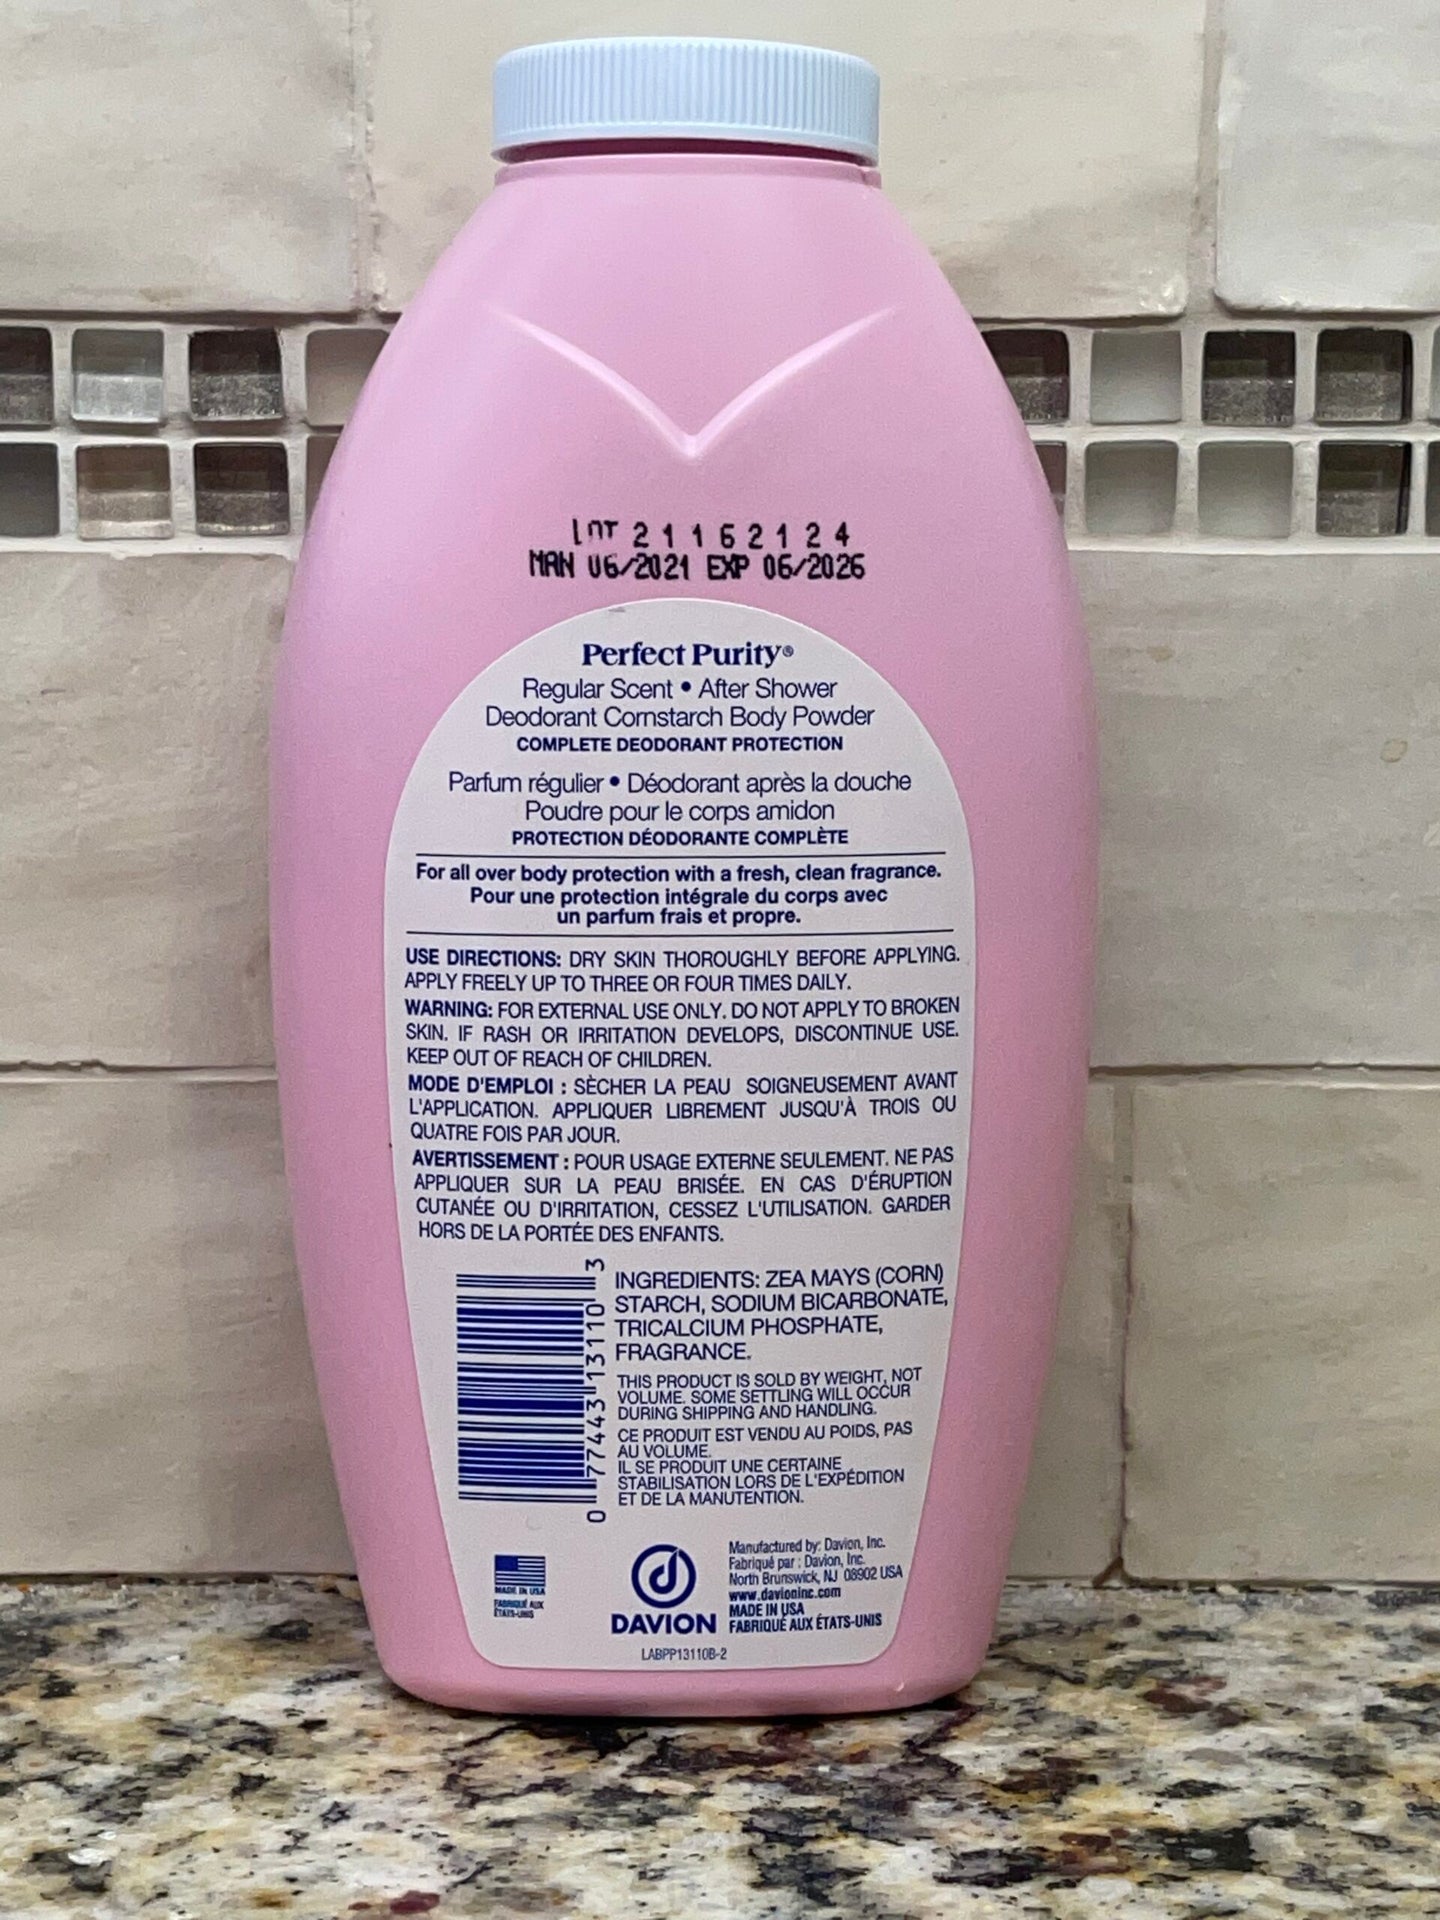 LOT 21162124
MAN 06/2021 EXP 06/2026
Perfect Purity®
Regular Scent • After Shower
Deodorant Cornstarch Body Powder
COMPLETE DEODORANT PROTECTION
Parfum régulier • Déodorant après la douche
Poudre pour le corps amidon
PROTECTION DÉODORANTE COMPLÈTE
For all over body protection with a fresh, clean fragrance.
Pour une protection intégrale du corps avec
un parfum frais et propre.
USE DIRECTIONS: DRY SKIN THOROUGHLY BEFORE APPLYING.
APPLY FREELY UP TO THREE OR FOUR TIMES DAILY.
WARNING: FOR EXTERNAL USE ONLY. DO NOT APPLY TO BROKEN
SKIN. IF RASH OR IRRITATION DEVELOPS, DISCONTINUE USE.
KEEP OUT OF REACH OF CHILDREN.
MODE D'EMPLOI : SÈCHER LA PEAU SOIGNEUSEMENT AVANT
L'APPLICATION. APPLIQUER LIBREMENT JUSQU'À TROIS OU
QUATRE FOIS PAR JOUR.
AVERTISSEMENT : POUR USAGE EXTERNE SEULEMENT. NE PAS
APPLIQUER SUR LA PEAU BRISÉE. EN CAS D'ÉRUPTION
CUTANÉE OU D'IRRITATION, CESSEZ L'UTILISATION. GARDER
HORS DE LA PORTÉE DES ENFANTS.
0 77443 13110 3
INGREDIENTS: ZEA MAYS (CORN)
STARCH, SODIUM BICARBONATE,
TRICALCIUM PHOSPHATE,
FRAGRANCE.
THIS PRODUCT IS SOLD BY WEIGHT, NOT
VOLUME. SOME SETTLING WILL OCCUR
DURING SHIPPING AND HANDLING.
CE PRODUIT EST VENDU AU POIDS, PAS
AU VOLUME.
IL SE PRODUIT UNE CERTAINE
STABILISATION LORS DE L'EXPÉDITION
ET DE LA MANUTENTION.
MADE IN USA
FABRIQUÉ AUX
ÉTATS-UNIS
DAVION
Manufactured by: Davion, Inc.
Fabriqué par : Davion, Inc.
North Brunswick, NJ 08902 USA
www.davioninc.com
MADE IN USA
FABRIQUÉ AUX ÉTATS-UNIS
LABPP13110B-2